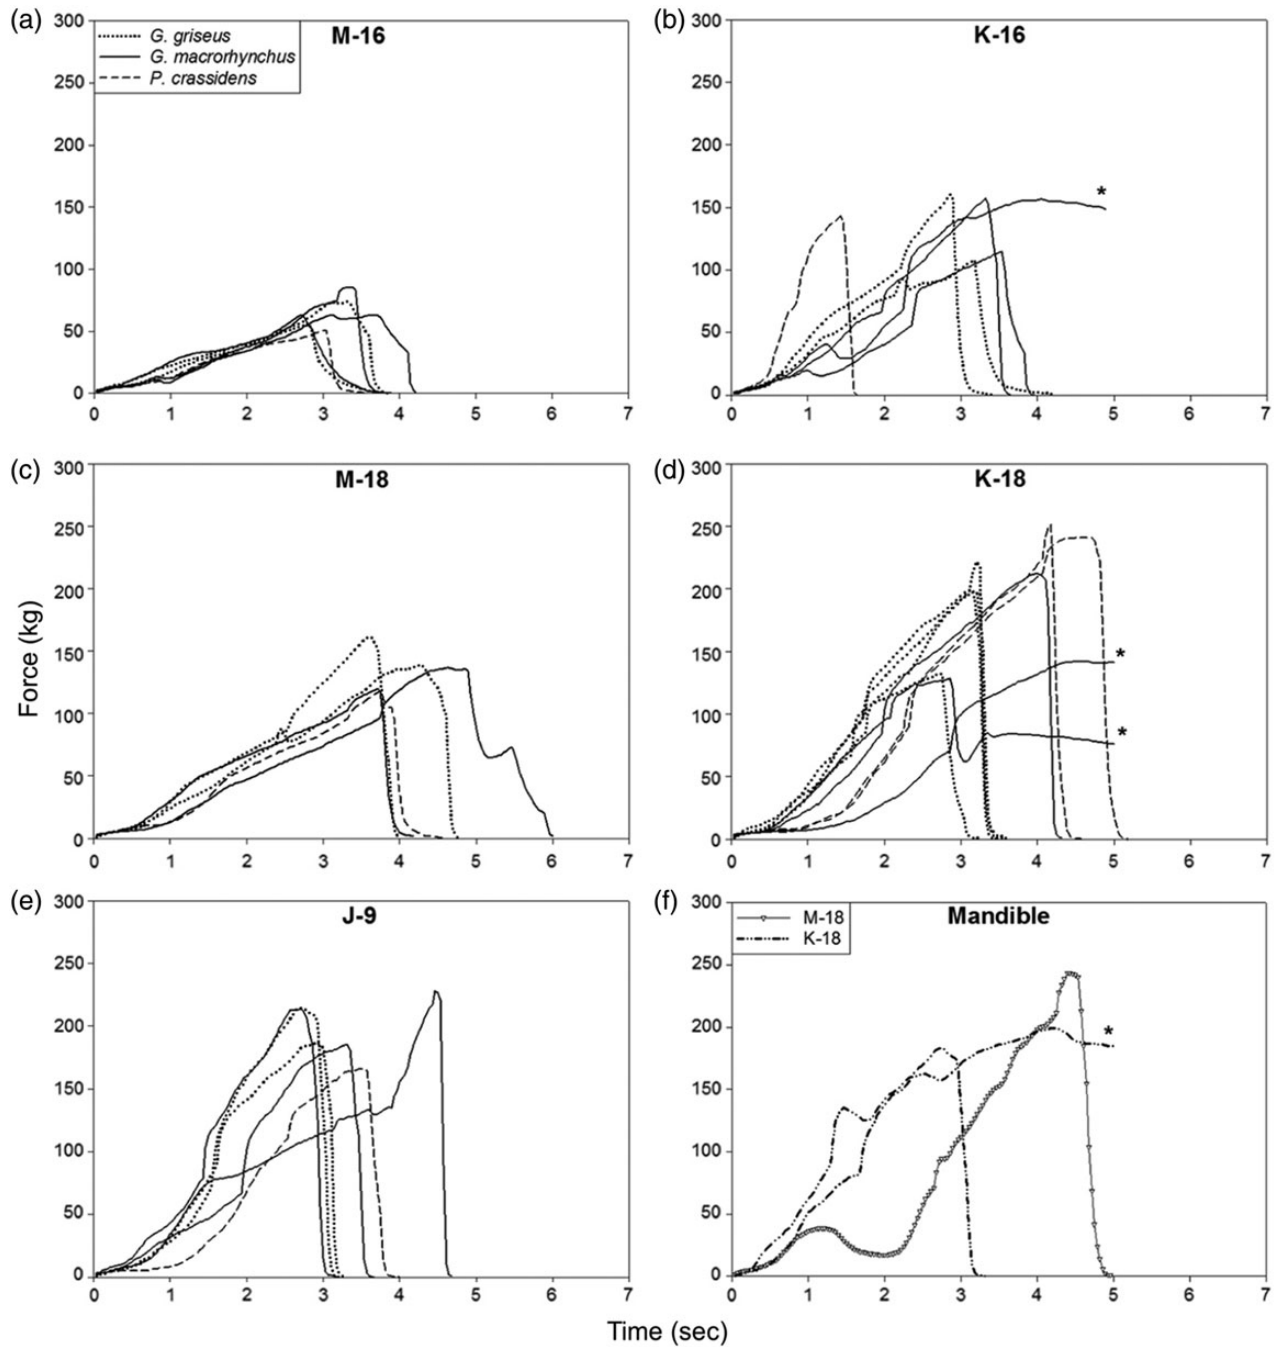 (a)
M-16
G. griseus
G. macrorhynchus
P. crassidens
300
250
200
150
100
50
0
0 1 2 3 4 5 6 7
(b)
K-16
300
250
200
150
100
50
0
*
0 1 2 3 4 5 6 7
(c)
M-18
300
250
200
150
100
50
0
0 1 2 3 4 5 6 7
(d)
K-18
300
250
200
150
100
50
0
*
*
0 1 2 3 4 5 6 7
Force (kg)
(e)
J-9
300
250
200
150
100
50
0
0 1 2 3 4 5 6 7
(f)
Mandible
M-18
K-18
300
250
200
150
100
50
0
*
0 1 2 3 4 5 6 7
Time (sec)